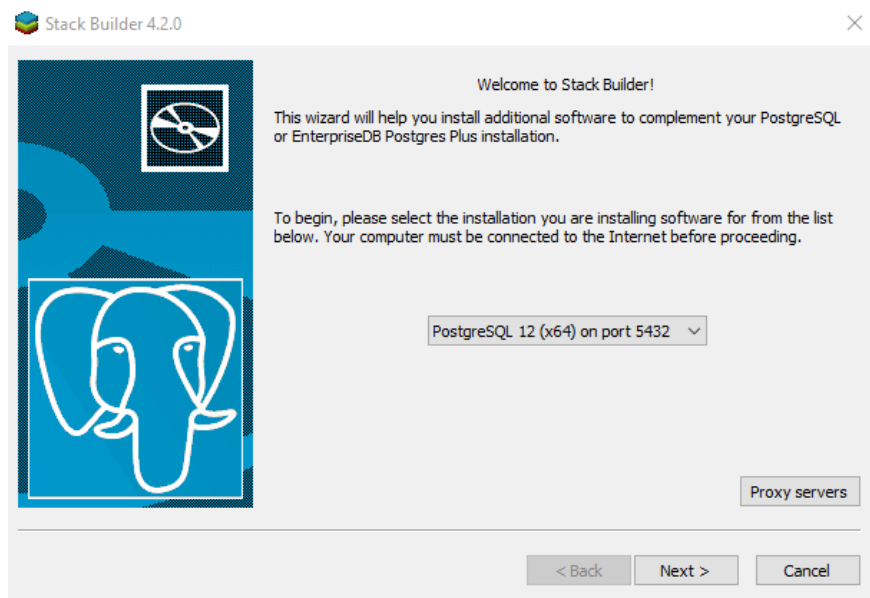 Stack Builder 4.2.0
Welcome to Stack Builder!
This wizard will help you install additional software to complement your PostgreSQL
or EnterpriseDB Postgres Plus installation.
To begin, please select the installation you are installing software for from the list
below. Your computer must be connected to the Internet before proceeding.
PostgreSQL 12 (x64) on port 5432
Proxy servers
< Back
Next >
Cancel